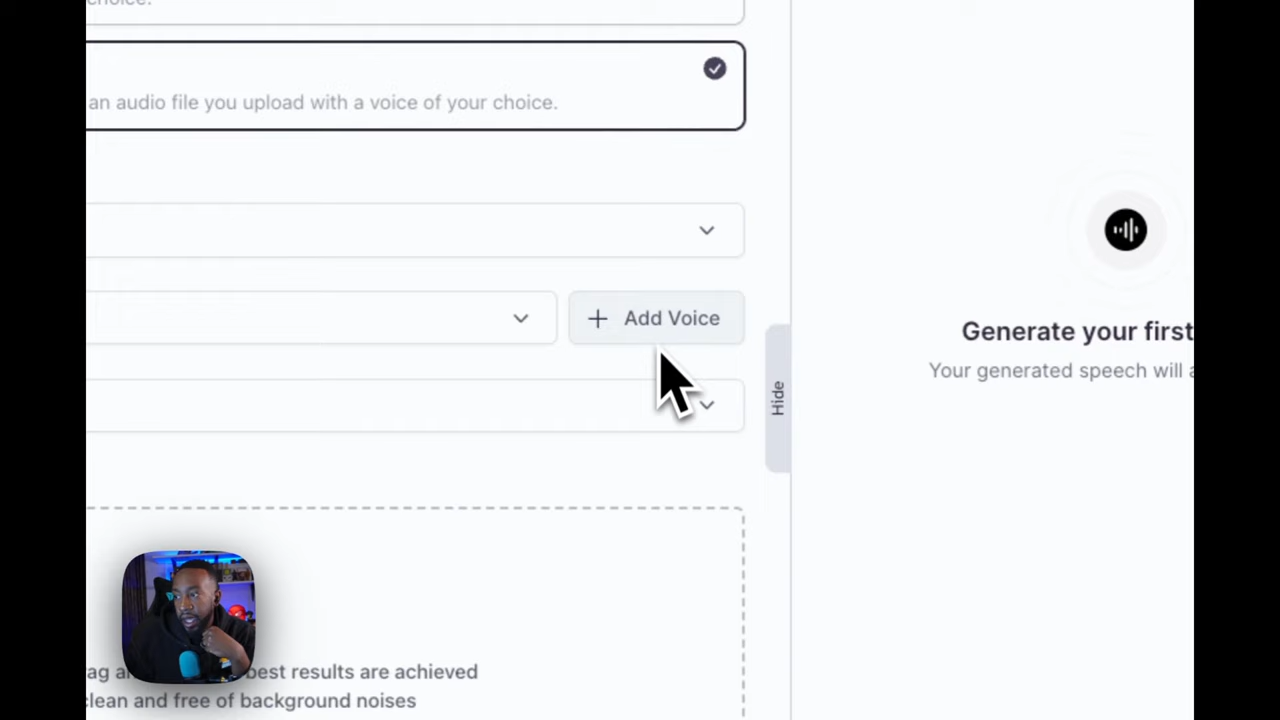 choice.
an audio file you upload with a voice of your choice.
Add Voice
Hide
Generate your first
Your generated speech will
best results are achieved
clean and free of background noises